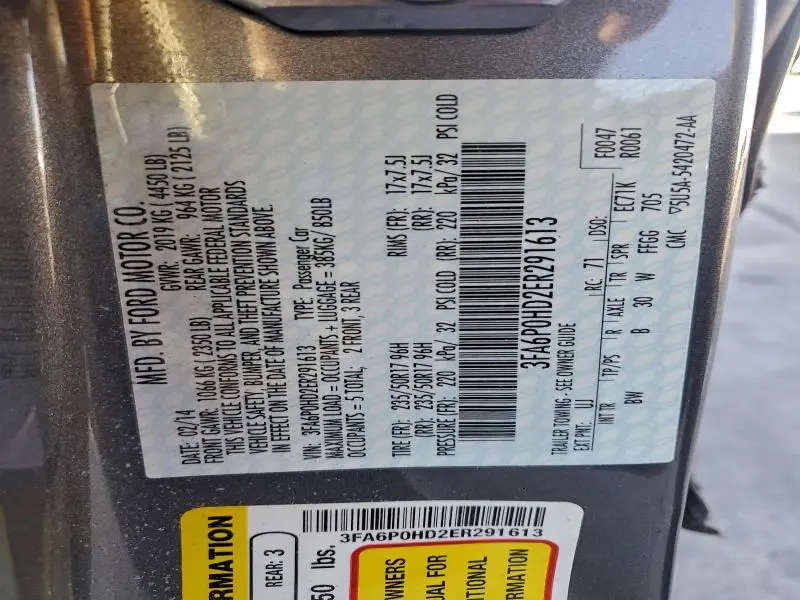 MFD. BY FORD MOTOR CO.
DATE: 02/14 GVWR: 2019 KG ( 4450 LB)
FRONT GAWR: 1066 KG ( 2350 LB) REAR GAWR: 964 KG ( 2125 LB)
THIS VEHICLE CONFORMS TO ALL APPLICABLE FEDERAL MOTOR
VEHICLE SAFETY, BUMPER, AND THEFT PREVENTION STANDARDS
IN EFFECT ON THE DATE OF MANUFACTURE SHOWN ABOVE.
VIN: 3FA6P0HD2ER291613 TYPE: Passenger Car
MAXIMUM LOAD = OCCUPANTS + LUGGAGE = 385KG/ 850LB
OCCUPANTS = 5 TOTAL; 2 FRONT, 3 REAR
TIRE (FR): 235/50R17 96H RIMS (FR): 17x7.5J
(RR): 235/50R17 96H (RR): 17x7.5J
PRESSURE (FR): 220 kPa/ 32 PSI COLD (RR): 220 kPa/ 32 PSI COLD
3FA6P0HD2ER291613
TRAILER TOWING - SEE OWNER GUIDE
EXT PNT: UJ RC: 71 DSO: F0047
R0061
INT TR TP/PS R AXLE TR SPR EC71K
BW B 30 W FFGG 705
CMC 5U5A-5420472-AA
3FA6P0HD2ER291613
RMATION
REAR: 3
50 lbs.
WNERS
UAL FOR
ITIONAL
RMATION